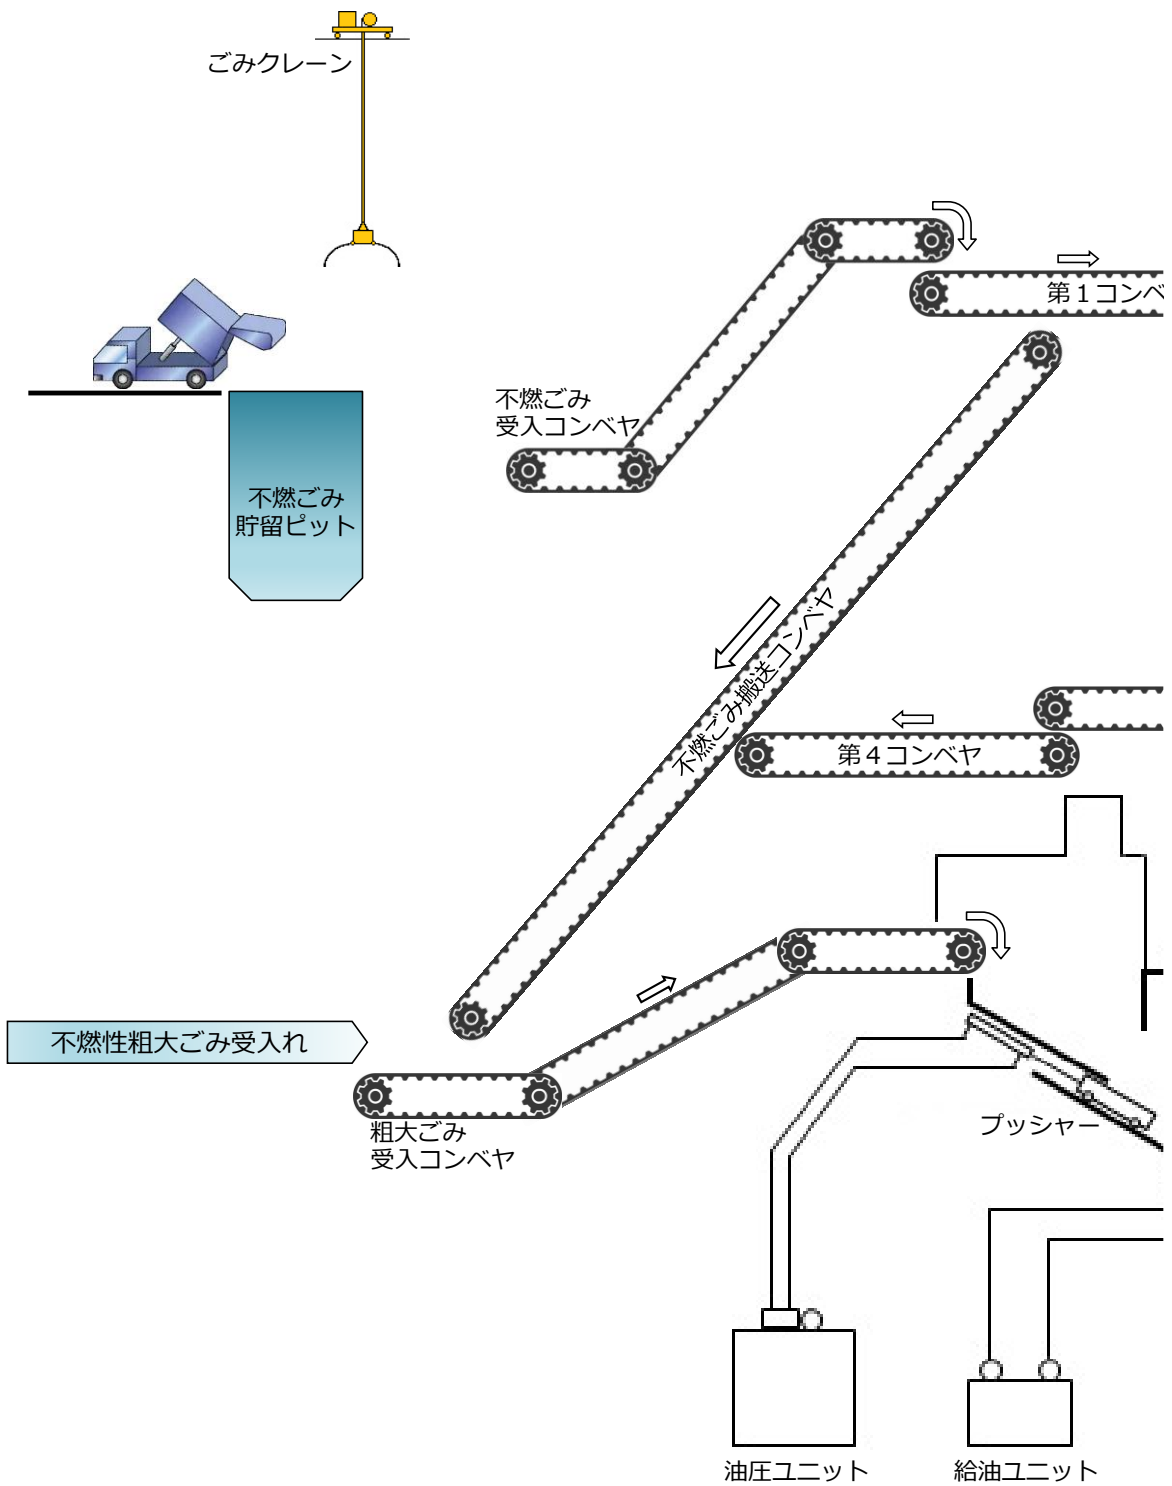 ごみクレーン
第１コンベ
不燃ごみ
受入コンベヤ
不燃ごみ
貯留ピット
不燃ごみ搬送コンベヤ
第４コンベヤ
不燃性粗大ごみ受入れ
粗大ごみ
受入コンベヤ
プッシャー
油圧ユニット
給油ユニット